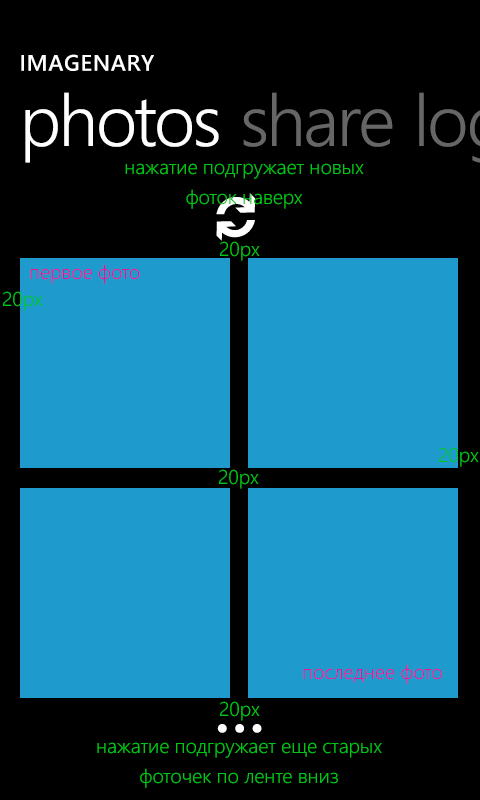 IMAGENARY
photos share log
нажатие подгружает новых
фоток наверх
20px
первое фото
20px
20px
20px
последнее фото
20px
нажатие подгружает еще старых
фоточек по ленте вниз